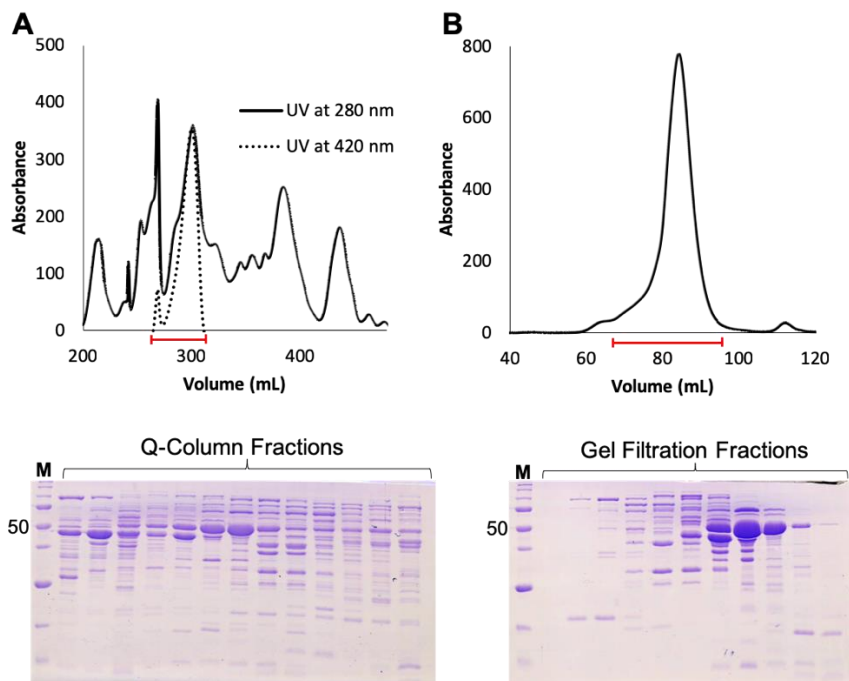 A
500
400
300
200
100
0
Absorbance
UV at 280 nm
UV at 420 nm
200
300
400
Volume (mL)
B
800
600
400
200
0
Absorbance
40
60
80
100
120
Volume (mL)
Q-Column Fractions
M
50
Gel Filtration Fractions
M
50